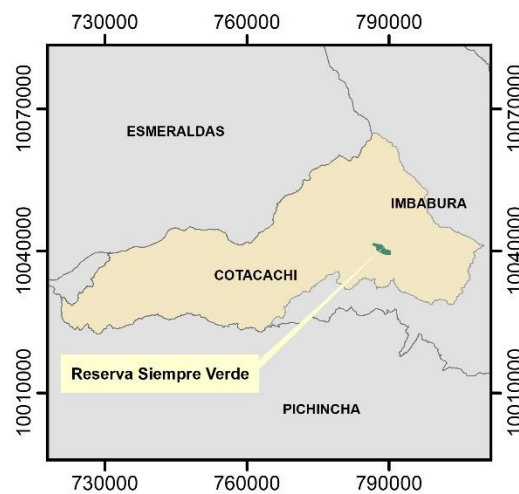 730000 760000 790000
10070000
10070000
ESMERALDAS
IMBABURA
10040000
10040000
COTACACHI
Reserva Siempre Verde
10010000
10010000
PICHINCHA
730000 760000 790000